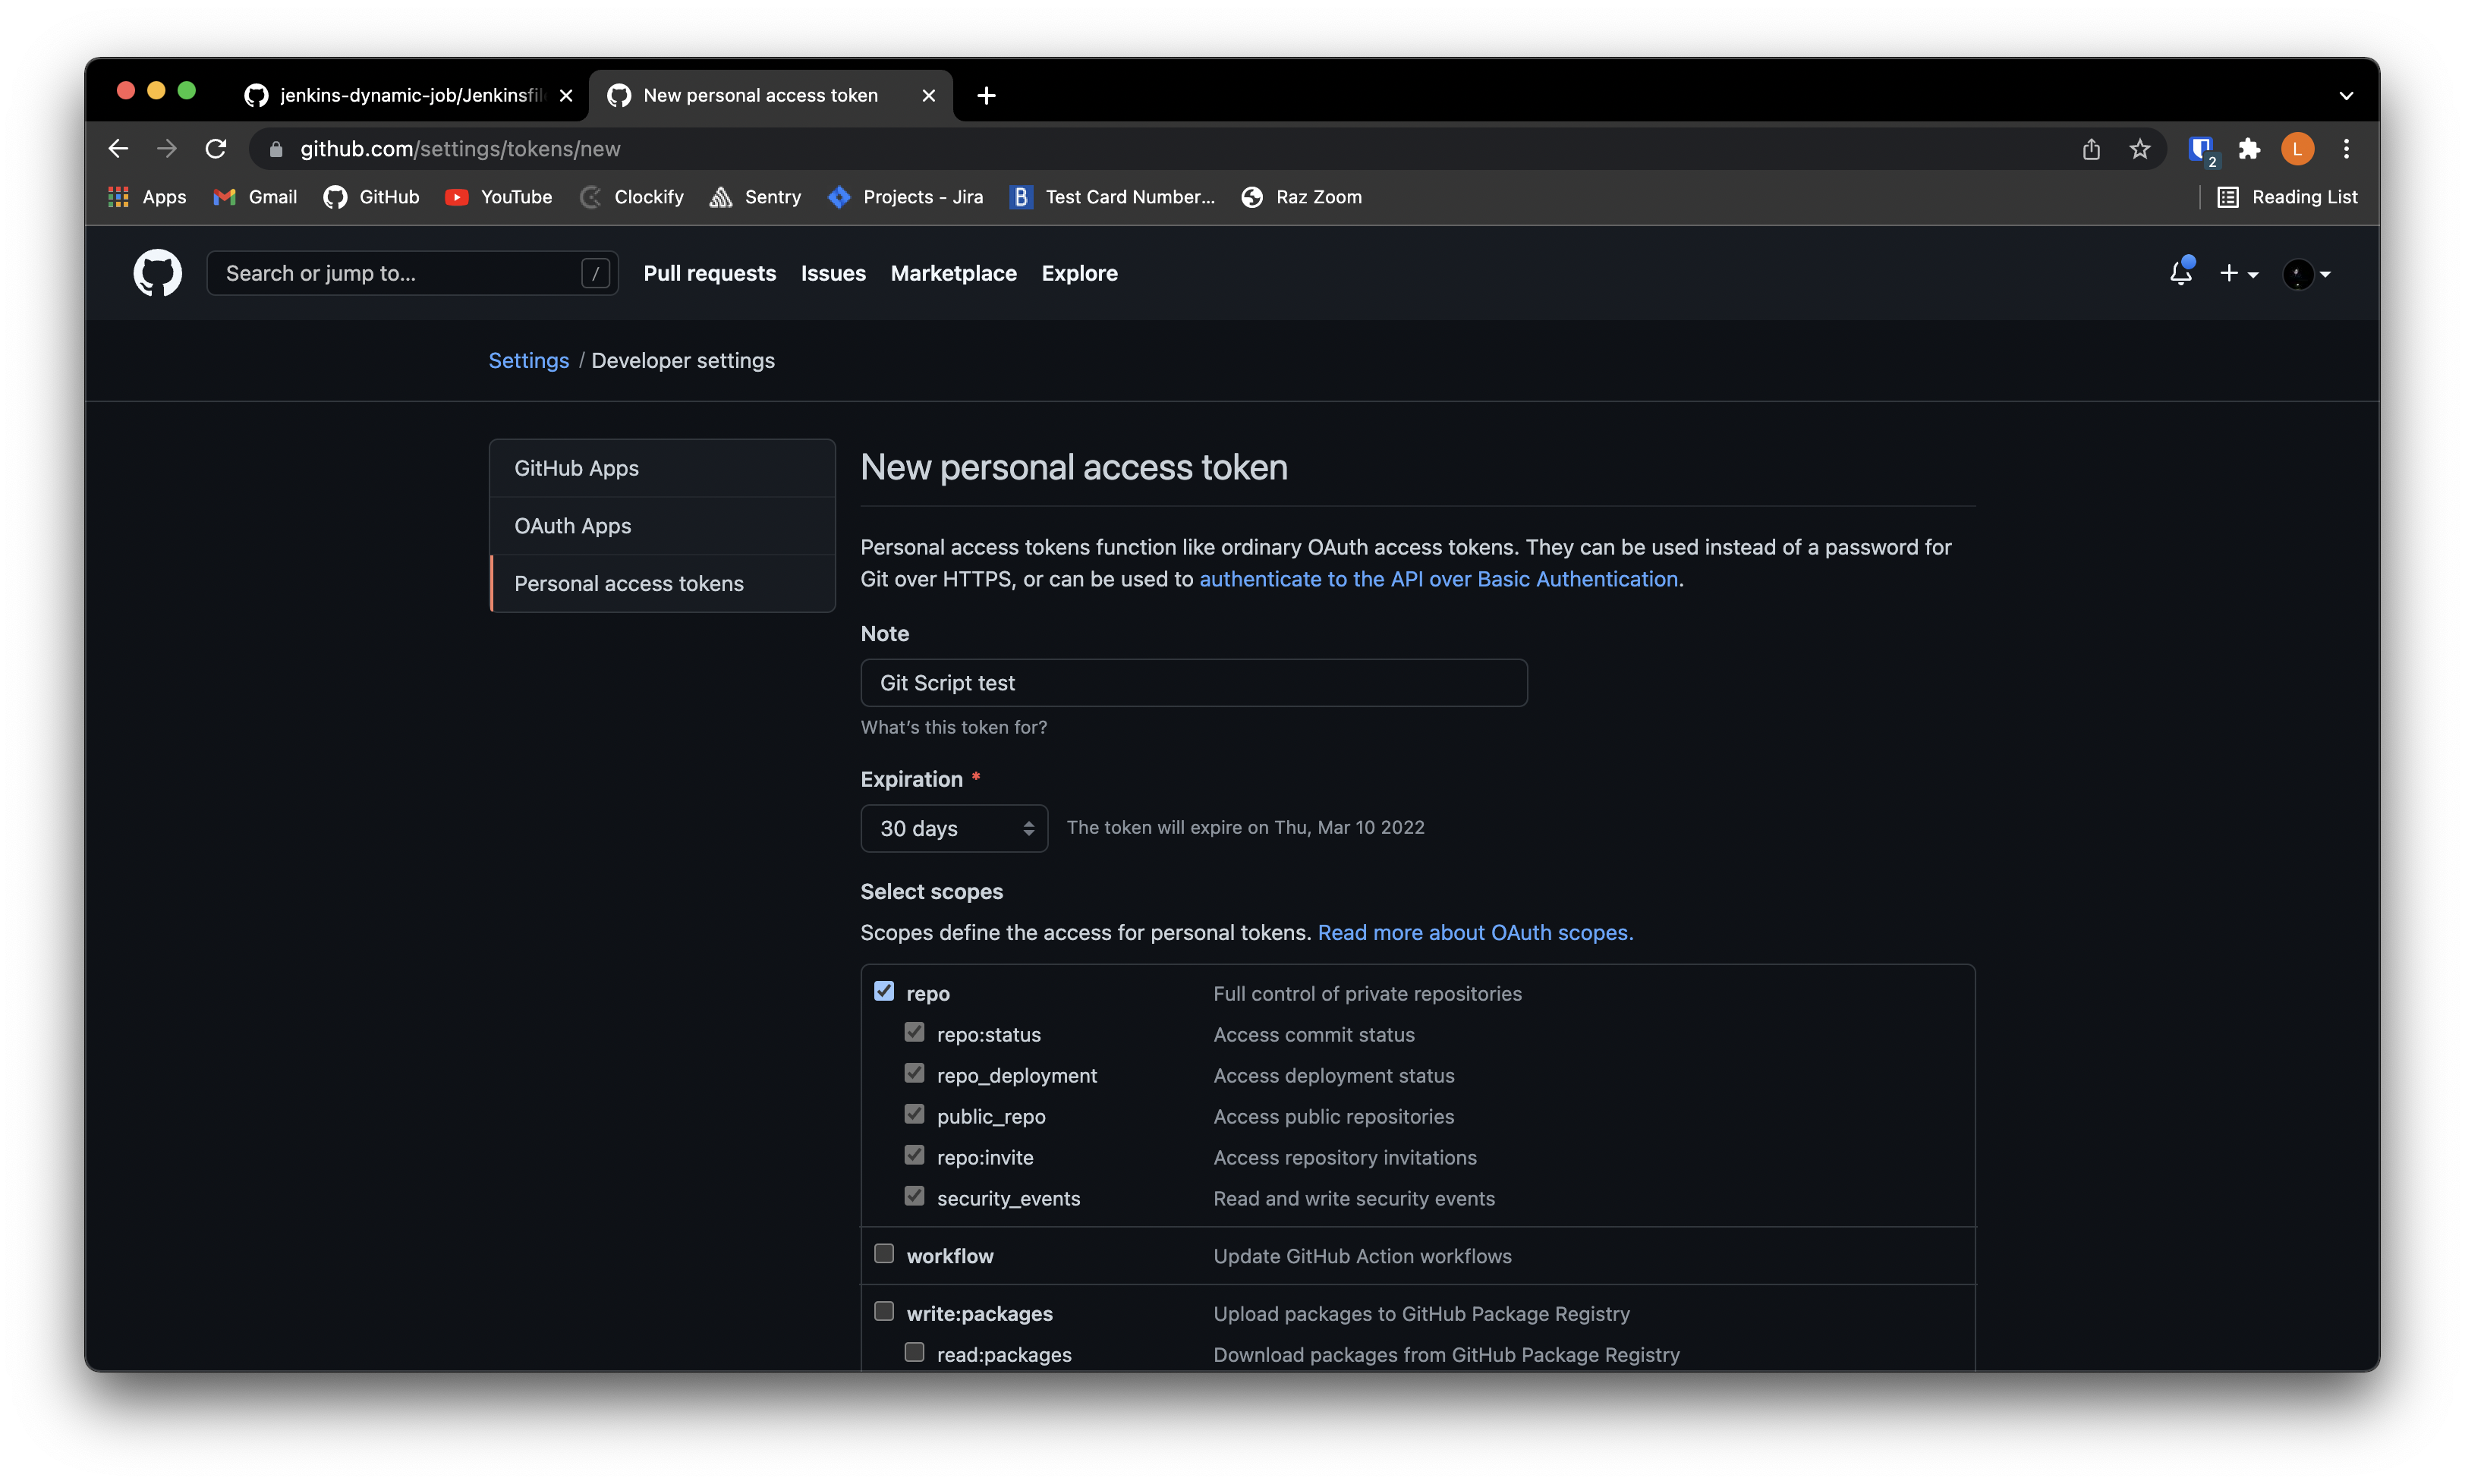 jenkins-dynamic-job/Jenkinsfil
New personal access token
github.com/settings/tokens/new
2
L
Apps
Gmail
GitHub
YouTube
Clockify
Sentry
Projects - Jira
B
Test Card Number...
Raz Zoom
Reading List
Search or jump to...
/
Pull requests
Issues
Marketplace
Explore
Settings / Developer settings
GitHub Apps
OAuth Apps
Personal access tokens
New personal access token
Personal access tokens function like ordinary OAuth access tokens. They can be used instead of a password for
Git over HTTPS, or can be used to authenticate to the API over Basic Authentication.
Note
Git Script test
What's this token for?
Expiration *
30 days
The token will expire on Thu, Mar 10 2022
Select scopes
Scopes define the access for personal tokens. Read more about OAuth scopes.
repo Full control of private repositories
repo:status Access commit status
repo_deployment Access deployment status
public_repo Access public repositories
repo:invite Access repository invitations
security_events Read and write security events
workflow Update GitHub Action workflows
write:packages Upload packages to GitHub Package Registry
read:packages Download packages from GitHub Package Registry